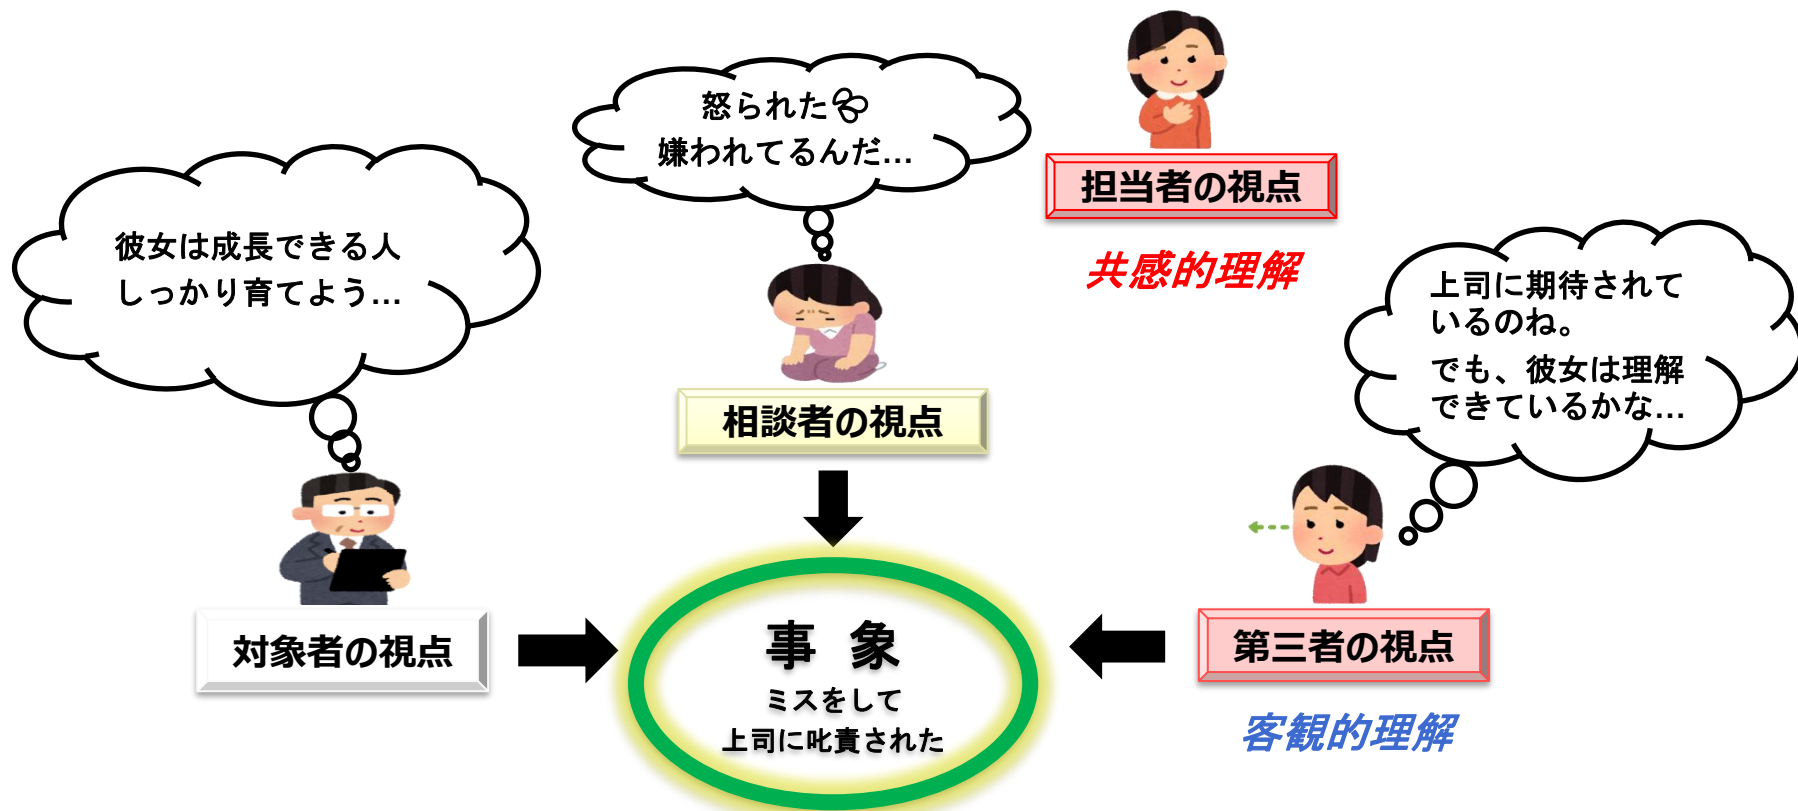 怒られた
嫌われてるんだ…
担当者の視点
共感的理解
彼女は成長できる人
しっかり育てよう…
上司に期待されて
いるのね。
でも、彼女は理解
できているかな…
相談者の視点
対象者の視点
事 象
ミスをして
上司に叱責された
第三者の視点
客観的理解